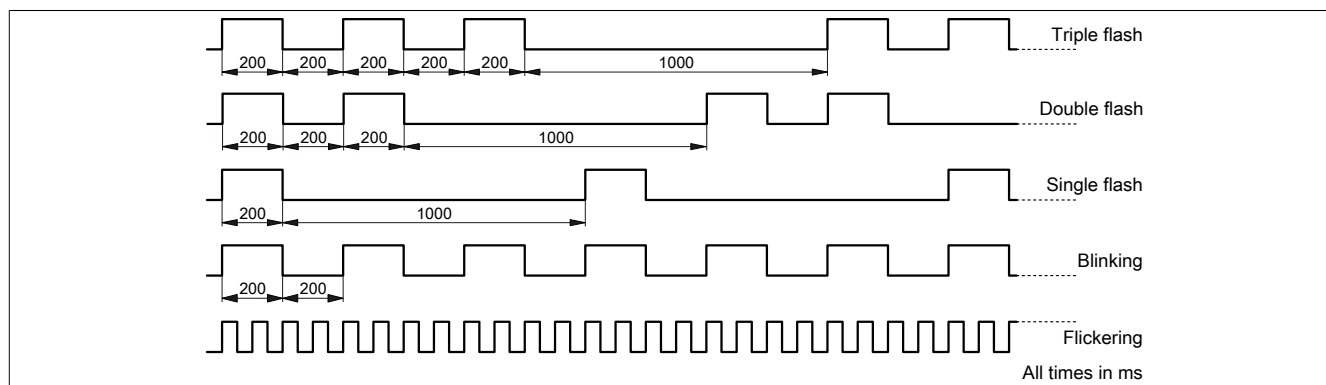 Triple flash
200 200 200 200 200 1000
Double flash
200 200 200 1000
Single flash
200 1000
Blinking
200 200
Flickering
All times in ms